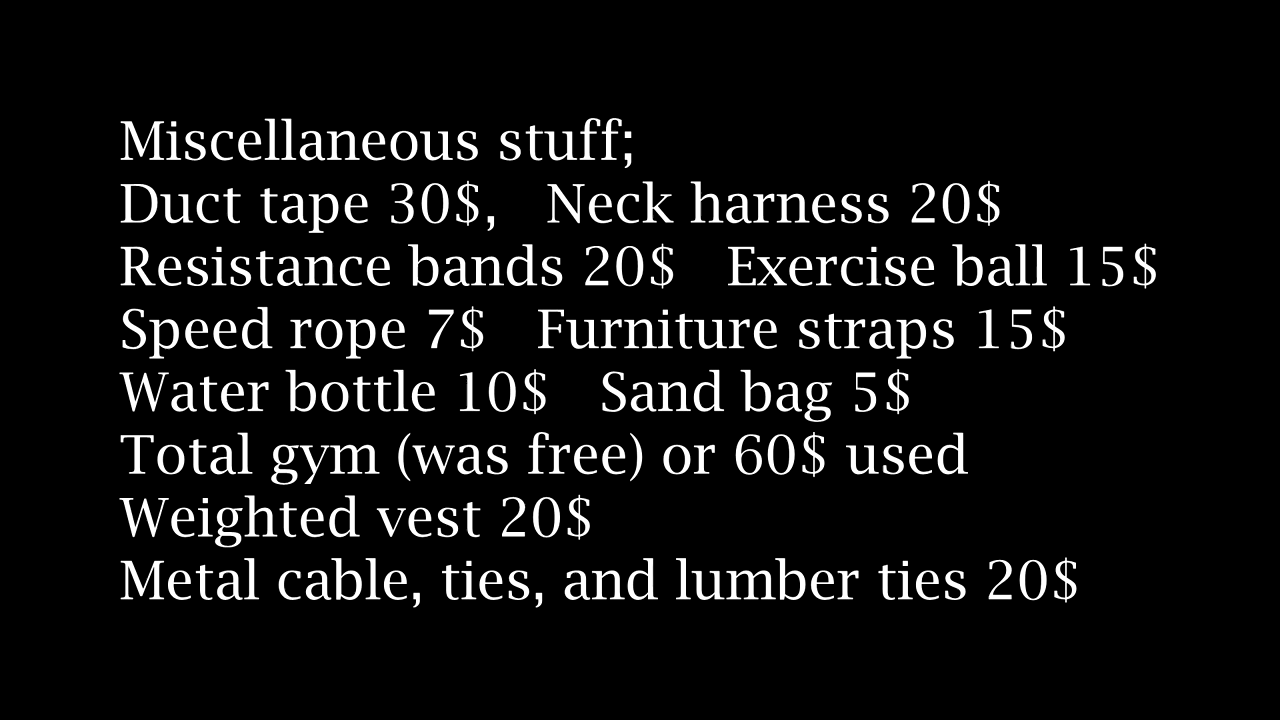 Miscellaneous stuff;
Duct tape 30$,   Neck harness 20$
Resistance bands 20$   Exercise ball 15$
Speed rope 7$   Furniture straps 15$
Water bottle 10$   Sand bag 5$
Total gym (was free) or 60$ used
Weighted vest 20$
Metal cable, ties, and lumber ties 20$